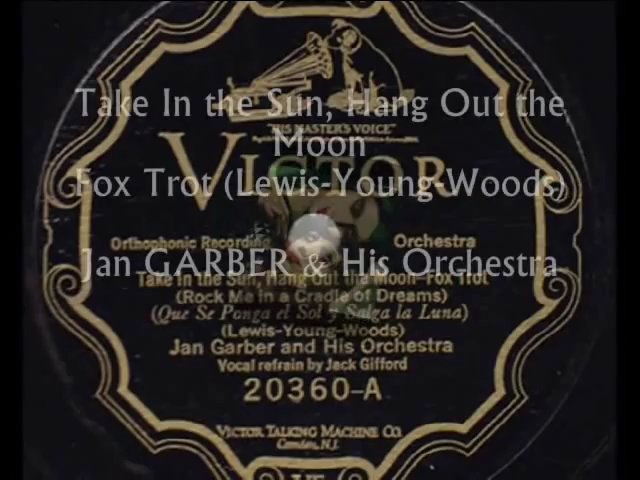 Take In the Sun, Hang Out the
Moon
Fox Trot (Lewis-Young-Woods)
Jan GARBER & His Orchestra
"HIS MASTER'S VOICE"
VICTOR
Orthophonic Recording
Orchestra
Take In the Sun, Hang Out the Moon-Fox Trot
(Rock Me in a Cradle of Dreams)
(Que Se Ponga el Sol y Salga la Luna)
(Lewis-Young-Woods)
Jan Garber and His Orchestra
Vocal refrain by Jack Gifford
20360-A
VICTOR TALKING MACHINE CO.
Camden, N.J.
VE